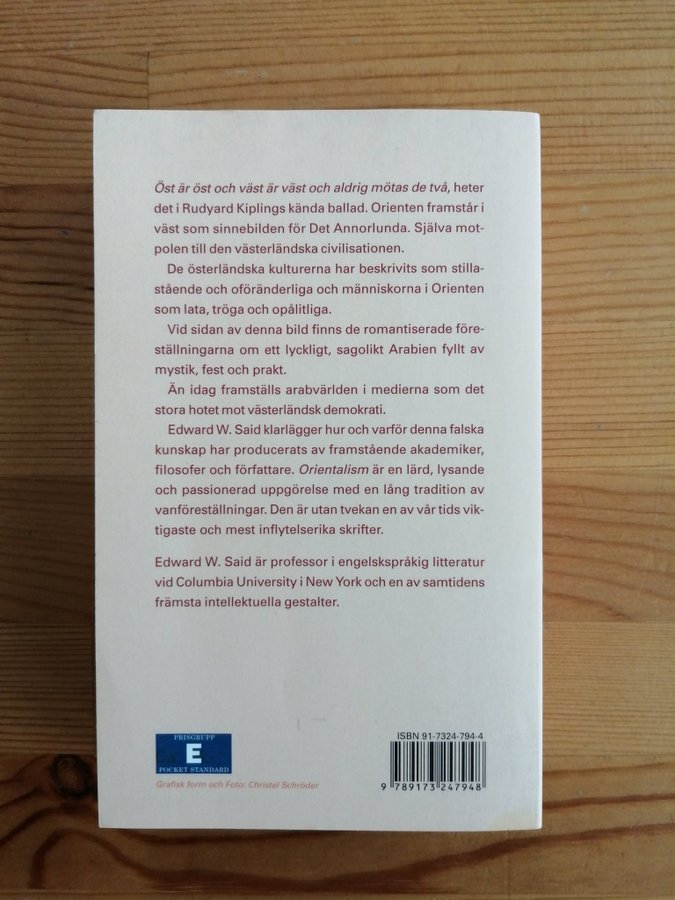 Öst är öst och väst är väst och aldrig mötas de två, heter
det i Rudyard Kiplings kända ballad. Orienten framstår i
väst som sinnebilden för Det Annorlunda. Själva mot-
polen till den västerländska civilisationen.
De österländska kulturerna har beskrivits som stilla-
stående och oföränderliga och människorna i Orienten
som lata, tröga och opålitliga.
Vid sidan av denna bild finns de romantiserade före-
ställningarna om ett lyckligt, sagolikt Arabien fyllt av
mystik, fest och prakt.
Än idag framställs arabvärlden i medierna som det
stora hotet mot västerländsk demokrati.
Edward W. Said klarlägger hur och varför denna falska
kunskap har producerats av framstående akademiker,
filosofer och författare. Orientalism är en lärd, lysande
och passionerad uppgörelse med en lång tradition av
vanföreställningar. Den är utan tvekan en av vår tids vik-
tigaste och mest inflytelserika skrifter.
Edward W. Said är professor i engelskspråkig litteratur
vid Columbia University i New York och en av samtidens
främsta intellektuella gestalter.
PRISGRUPP
E
POCKET STANDARD
Grafisk form och Foto: Christel Schröder
ISBN 91-7324-794-4
9 789173 247948